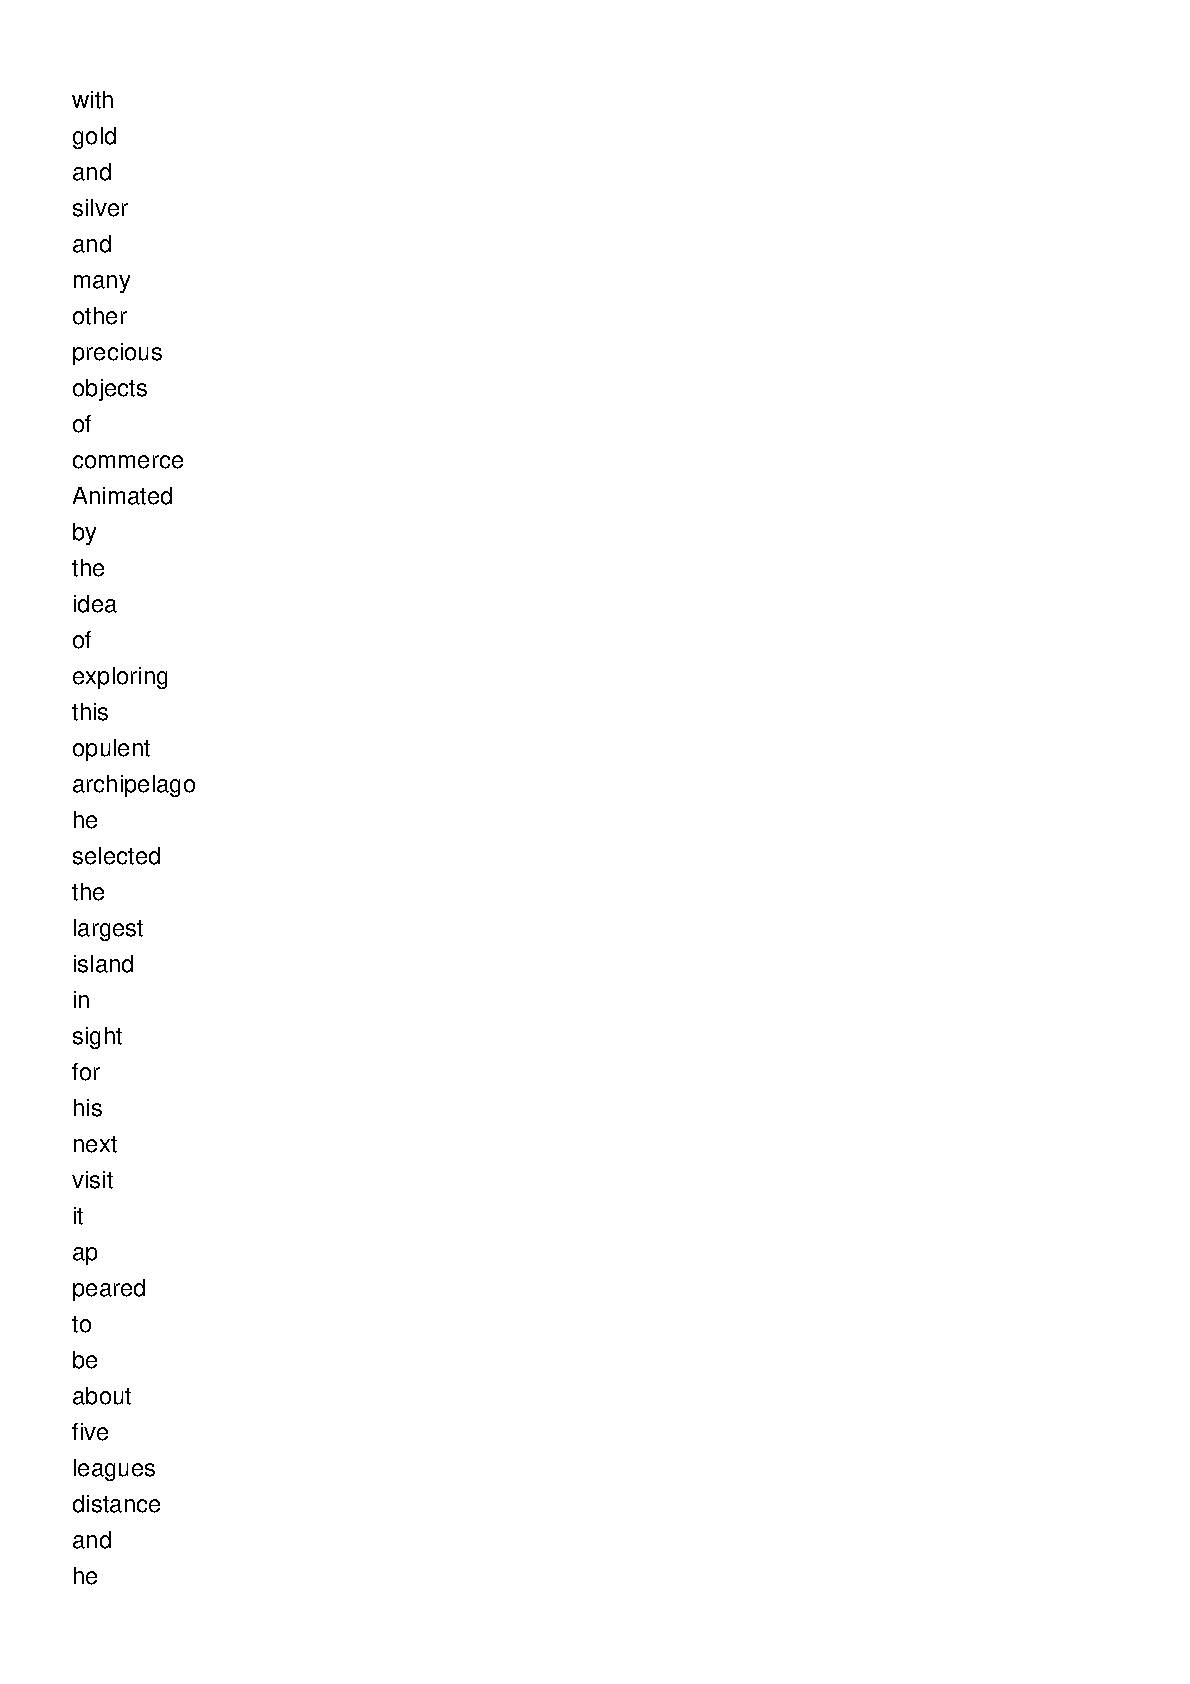 with
gold
and
silver
and
many
other
precious
objects
of
commerce
Animated
by
the
idea
of
exploring
this
opulent
archipelago
he
selected
the
largest
island
in
sight
for
his
next
visit
it
ap
peared
to
be
about
five
leagues
distance
and
he